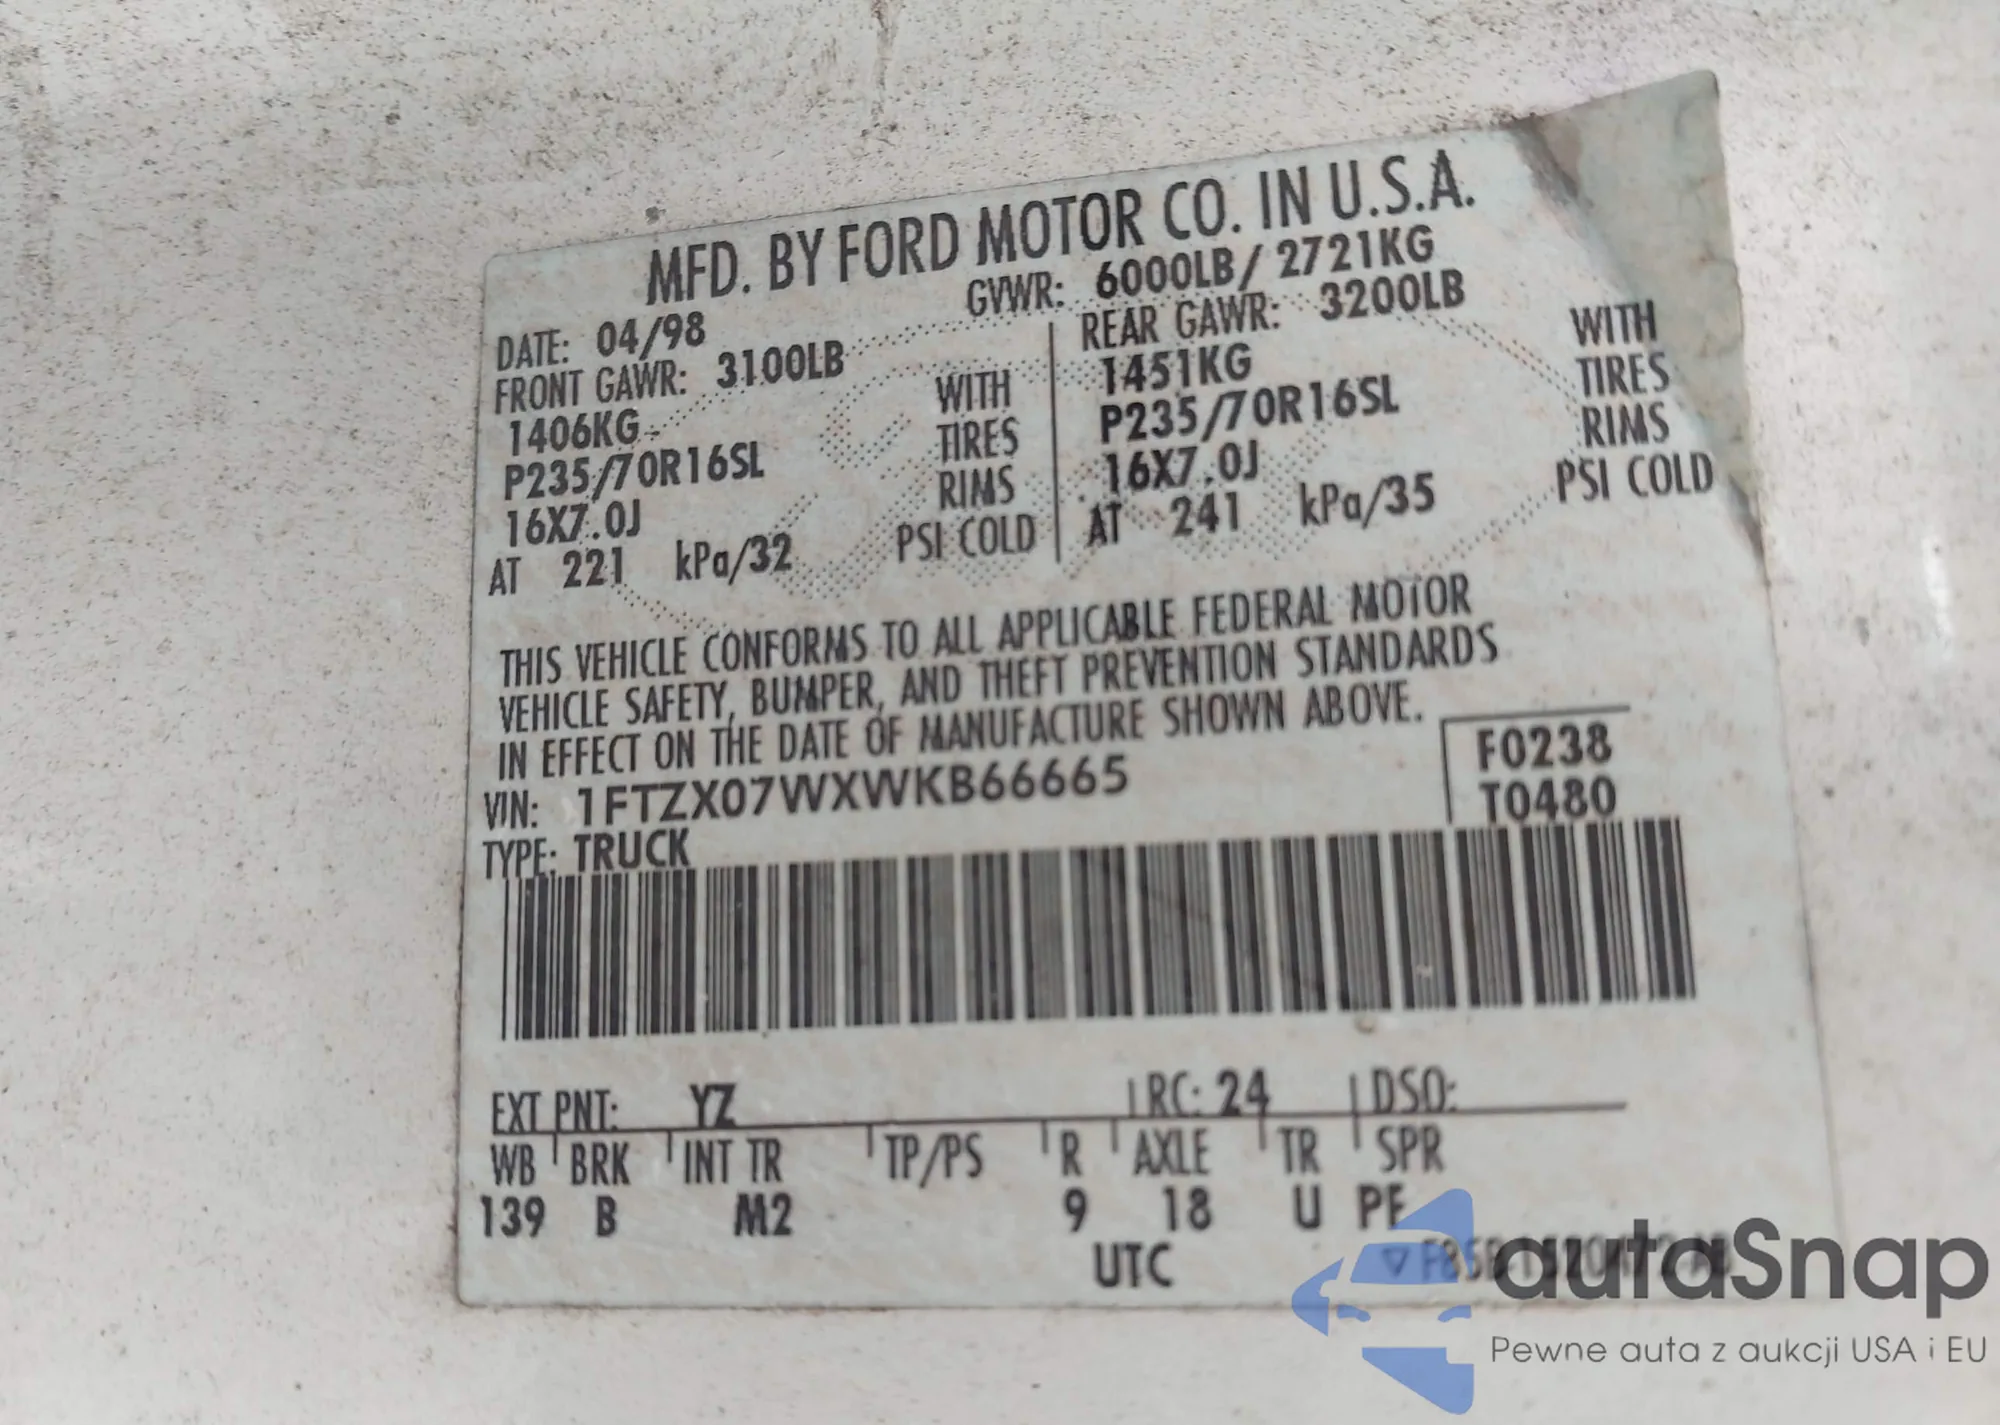 MFD. BY FORD MOTOR CO. IN U.S.A.
DATE: 04/98 GVWR: 6000LB/ 2721KG
FRONT GAWR: 3100LB REAR GAWR: 3200LB
1406KG WITH 1451KG WITH
P235/70R16SL TIRES P235/70R16SL TIRES
16X7.0J RIMS 16X7.0J RIMS
AT 221 kPa/32 PSI COLD AT 241 kPa/35 PSI COLD
THIS VEHICLE CONFORMS TO ALL APPLICABLE FEDERAL MOTOR
VEHICLE SAFETY, BUMPER, AND THEFT PREVENTION STANDARDS
IN EFFECT ON THE DATE OF MANUFACTURE SHOWN ABOVE.
F0238
VIN: 1FTZX07WXWKB66665 T0480
TYPE: TRUCK
EXT PNT: YZ RC: 24 DSO:
WB BRK INT TR TP/PS R AXLE TR SPR
139 B M2 9 18 U PF
UTC
autoSnap
Pewne auta z aukcji USA i EU